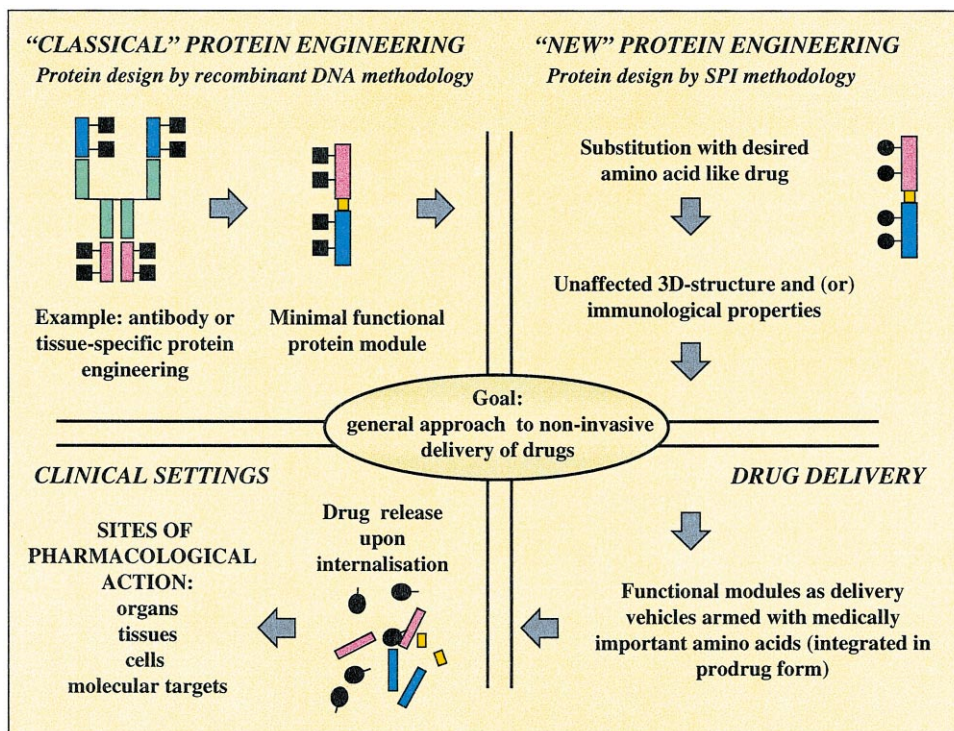 “CLASSICAL” PROTEIN ENGINEERING
Protein design by recombinant DNA methodology
Example: antibody or
tissue-specific protein
engineering
Minimal functional
protein module
“NEW” PROTEIN ENGINEERING
Protein design by SPI methodology
Substitution with desired
amino acid like drug
Unaffected 3D-structure and (or)
immunological properties
Goal:
general approach to non-invasive
delivery of drugs
DRUG DELIVERY
Functional modules as delivery
vehicles armed with medically
important amino acids (integrated in
prodrug form)
CLINICAL SETTINGS
Drug release
upon
internalisation
SITES OF
PHARMACOLOGICAL
ACTION:
organs
tissues
cells
molecular targets